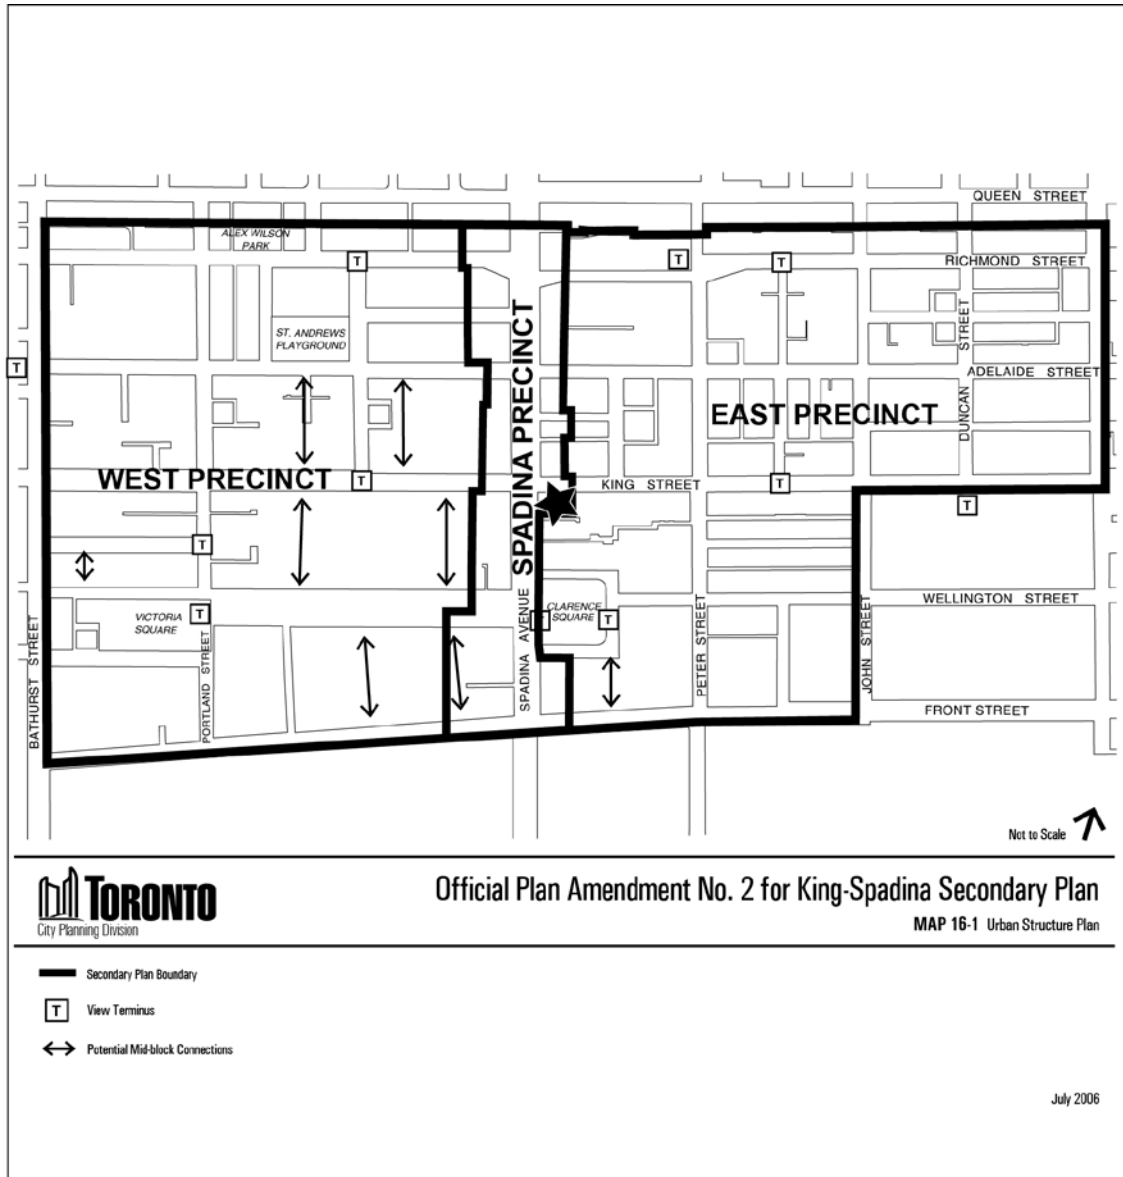 QUEEN STREET
ALEX WILSON
PARK
T
T
T
RICHMOND STREET
ST. ANDREWS
PLAYGROUND
SPADINA PRECINCT
STREET
DUNCAN
T
ADELAIDE STREET
EAST PRECINCT
WEST PRECINCT
T
KING STREET
T
T
T
VICTORIA
SQUARE
T
SPADINA AVENUE
T
CLARENCE
SQUARE
T
WELLINGTON STREET
BATHURST STREET
PORTLAND STREET
PETER STREET
JOHN STREET
FRONT STREET
Not to Scale
TORONTO
City Planning Division
Official Plan Amendment No. 2 for King-Spadina Secondary Plan
MAP 16-1 Urban Structure Plan
Secondary Plan Boundary
T View Terminus
Potential Mid-block Connections
July 2006